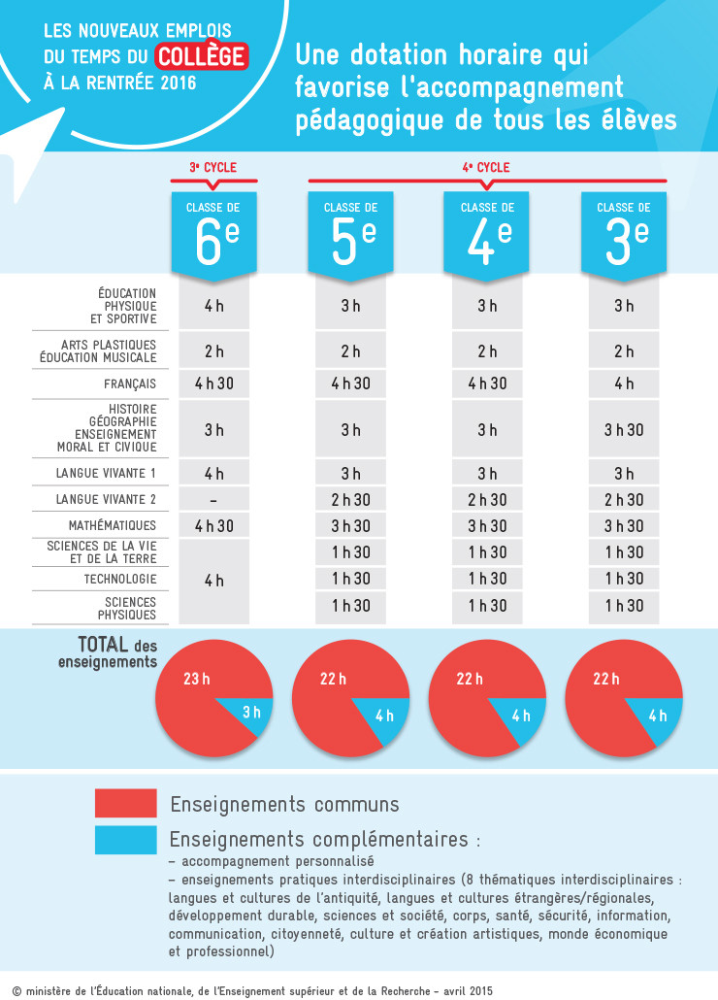 LES NOUVEAUX EMPLOIS
DU TEMPS DU COLLÈGE
À LA RENTRÉE 2016
Une dotation horaire qui
favorise l'accompagnement
pédagogique de tous les élèves
3e CYCLE
4e CYCLE
CLASSE DE
6e
CLASSE DE
5e
CLASSE DE
4e
CLASSE DE
3e
ÉDUCATION
PHYSIQUE
ET SPORTIVE
4 h 3 h 3 h 3 h
ARTS PLASTIQUES
ÉDUCATION MUSICALE
2 h 2 h 2 h 2 h
FRANÇAIS 4 h 30 4 h 30 4 h 30 4 h
HISTOIRE
GÉOGRAPHIE
ENSEIGNEMENT
MORAL ET CIVIQUE
3 h 3 h 3 h 3 h 30
LANGUE VIVANTE 1 4 h 3 h 3 h 3 h
LANGUE VIVANTE 2 – 2 h 30 2 h 30 2 h 30
MATHÉMATIQUES 4 h 30 3 h 30 3 h 30 3 h 30
SCIENCES DE LA VIE
ET DE LA TERRE
1 h 30 1 h 30 1 h 30
TECHNOLOGIE 4 h 1 h 30 1 h 30 1 h 30
SCIENCES
PHYSIQUES
1 h 30 1 h 30 1 h 30
TOTAL des
enseignements
23 h 3 h
22 h 4 h
22 h 4 h
22 h 4 h
Enseignements communs
Enseignements complémentaires :
– accompagnement personnalisé
– enseignements pratiques interdisciplinaires (8 thématiques interdisciplinaires :
langues et cultures de l'antiquité, langues et cultures étrangères/régionales,
développement durable, sciences et société, corps, santé, sécurité, information,
communication, citoyenneté, culture et création artistiques, monde économique
et professionnel)
© ministère de l'Éducation nationale, de l'Enseignement supérieur et de la Recherche – avril 2015